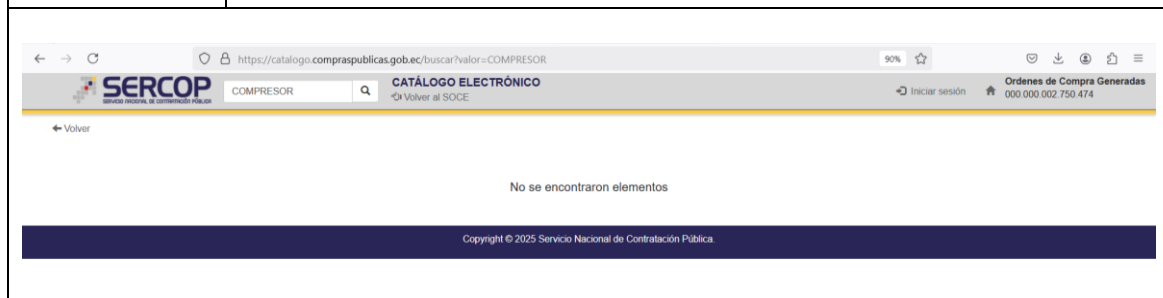 https://catalogo.compraspublicas.gob.ec/buscar?valor=COMPRESOR 90%
SERCOP
SERVICIO NACIONAL DE CONTRATACIÓN PÚBLICA
COMPRESOR
CATÁLOGO ELECTRÓNICO
Volver al SOCE
Iniciar sesión
Ordenes de Compra Generadas
000.000.002.750.474
Volver
No se encontraron elementos
Copyright © 2025 Servicio Nacional de Contratación Pública.